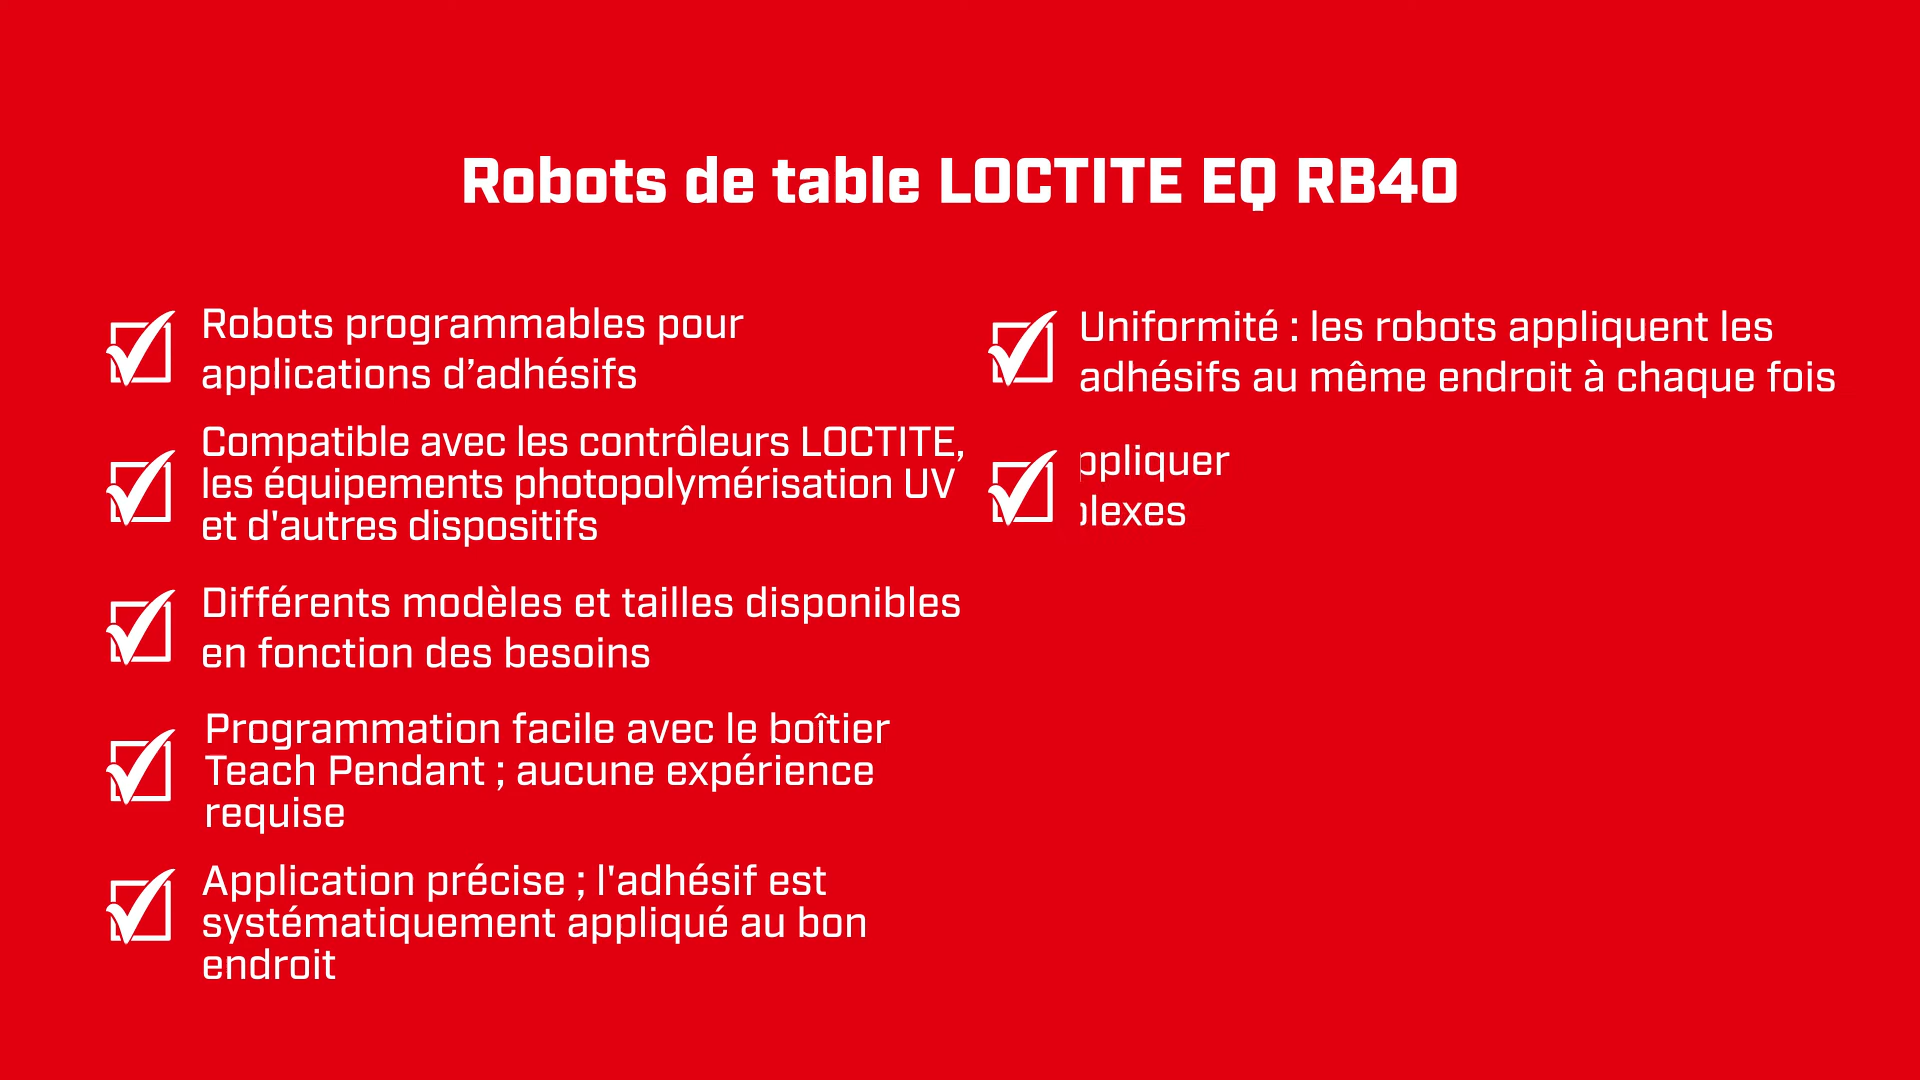 Robots de table LOCTITE EQ RB40
Robots programmables pour
applications d’adhésifs
Compatible avec les contrôleurs LOCTITE,
les équipements photopolymérisation UV
et d'autres dispositifs
Différents modèles et tailles disponibles
en fonction des besoins
Programmation facile avec le boîtier
Teach Pendant ; aucune expérience
requise
Application précise ; l'adhésif est
systématiquement appliqué au bon
endroit
Uniformité : les robots appliquent les
adhésifs au même endroit à chaque fois
ppliquer
lexes